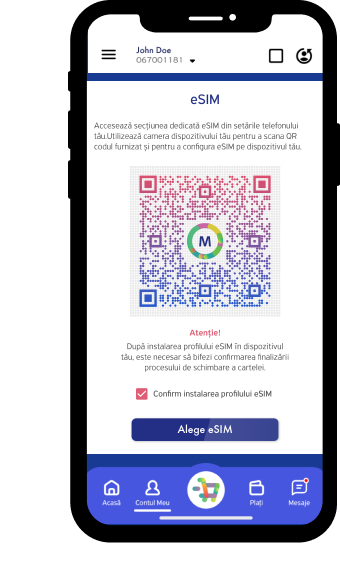 John Doe
067001181
eSIM
Accesează secțiunea dedicată eSIM din setările telefonului
tău.Utilizează camera dispozitivului tău pentru a scana QR
codul furnizat și pentru a configura eSIM pe dispozitivul tău.
M
Atenție!
După instalarea profilului eSIM în dispozitivul
tău, este necesar să bifezi confirmarea finalizării
procesului de schimbare a cartelei.
Confirm instalarea profilului eSIM
Alege eSIM
Acasă Contul Meu Plați Mesaje